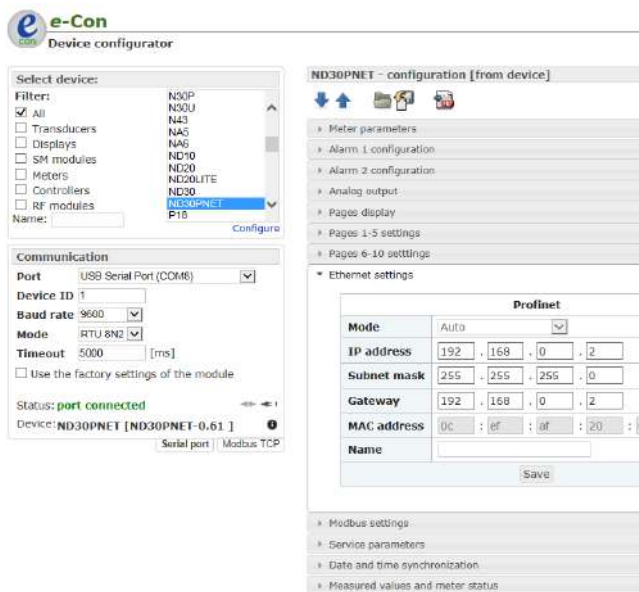 e-Con
Device configurator
Select device:
Filter:
All
Transducers
Displays
SM modules
Meters
Controllers
RF modules
Name:
N30P
N30U
N43
NA5
NA6
ND10
ND20
ND20LITE
ND30
ND30PNET
P18
Configure
Communication
Port USB Serial Port (COM6)
Device ID 1
Baud rate 9600
Mode RTU 8N2
Timeout 5000 [ms]
Use the factory settings of the module
Status: port connected
Device: ND30PNET [ND30PNET-0.61 ]
Serial port Modbus TCP
ND30PNET - configuration [from device]
Meter parameters
Alarm 1 configuration
Alarm 2 configuration
Analog output
Pages display
Pages 1-5 settings
Pages 6-10 setttings
Ethernet settings
Profinet
Mode Auto
IP address 192 . 168 . 0 . 2
Subnet mask 255 . 255 . 255 . 0
Gateway 192 . 168 . 0 . 2
MAC address 0c : ef : af : 20 :
Name
Save
Modbus settings
Service parameters
Date and time synchronization
Measured values and meter status